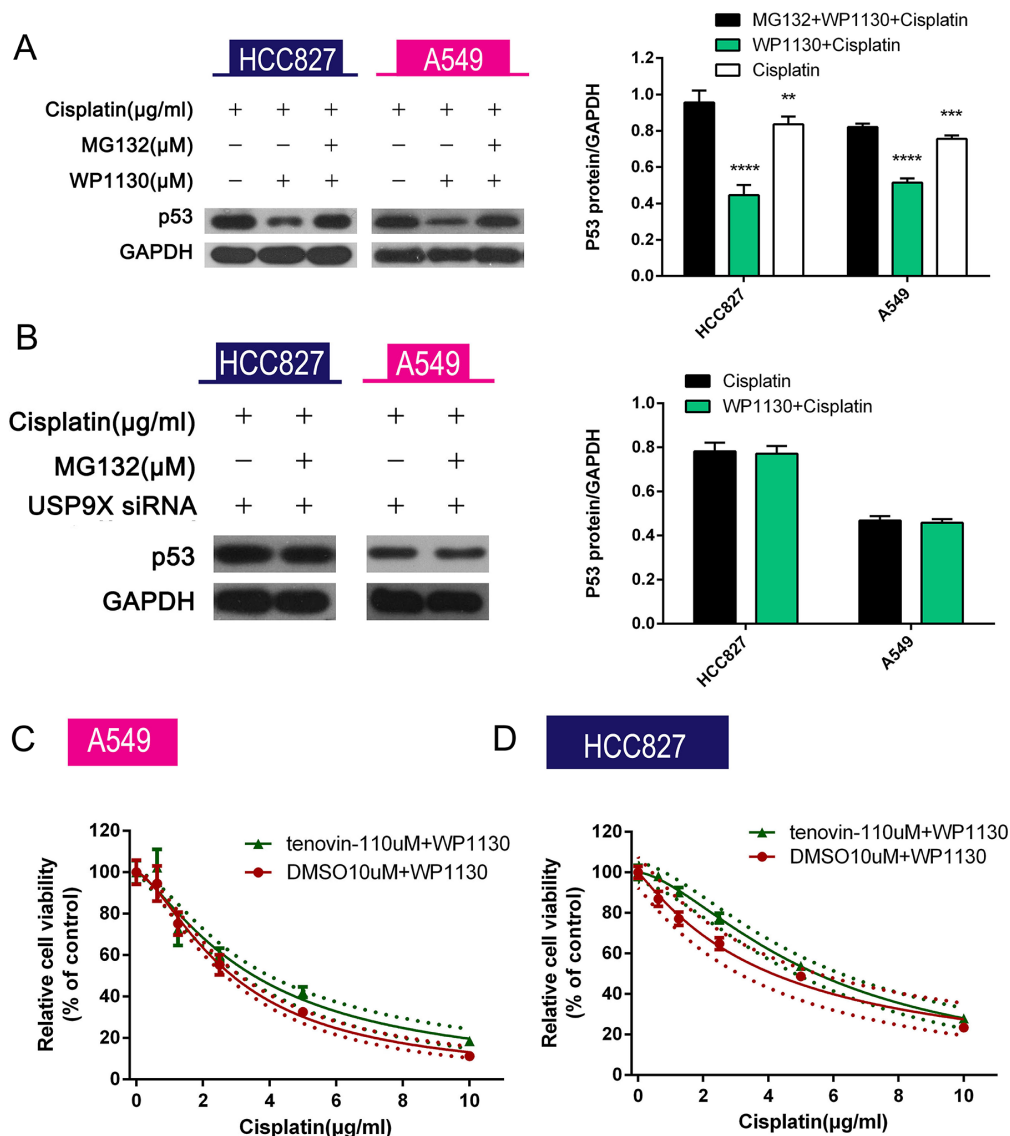 A
HCC827 A549
Cisplatin(µg/ml) + + + + + +
MG132(µM) − − + − − +
WP1130(µM) − + + − + +
p53
GAPDH
MG132+WP1130+Cisplatin
WP1130+Cisplatin
Cisplatin
P53 protein/GAPDH
1.2
1.0
0.8
0.6
0.4
0.2
0.0
**** ** **** ***
HCC827 A549
B
HCC827 A549
Cisplatin(µg/ml) + + + +
MG132(µM) − + − +
USP9X siRNA + + + +
p53
GAPDH
Cisplatin
WP1130+Cisplatin
P53 protein/GAPDH
1.0
0.8
0.6
0.4
0.2
0.0
HCC827 A549
C
A549
tenovin-110uM+WP1130
DMSO10uM+WP1130
Relative cell viability
(% of control)
120
100
80
60
40
20
0
0 2 4 6 8 10
Cisplatin(µg/ml)
D
HCC827
tenovin-110uM+WP1130
DMSO10uM+WP1130
Relative cell viability
(% of control)
120
100
80
60
40
20
0
0 2 4 6 8 10
Cisplatin(µg/ml)